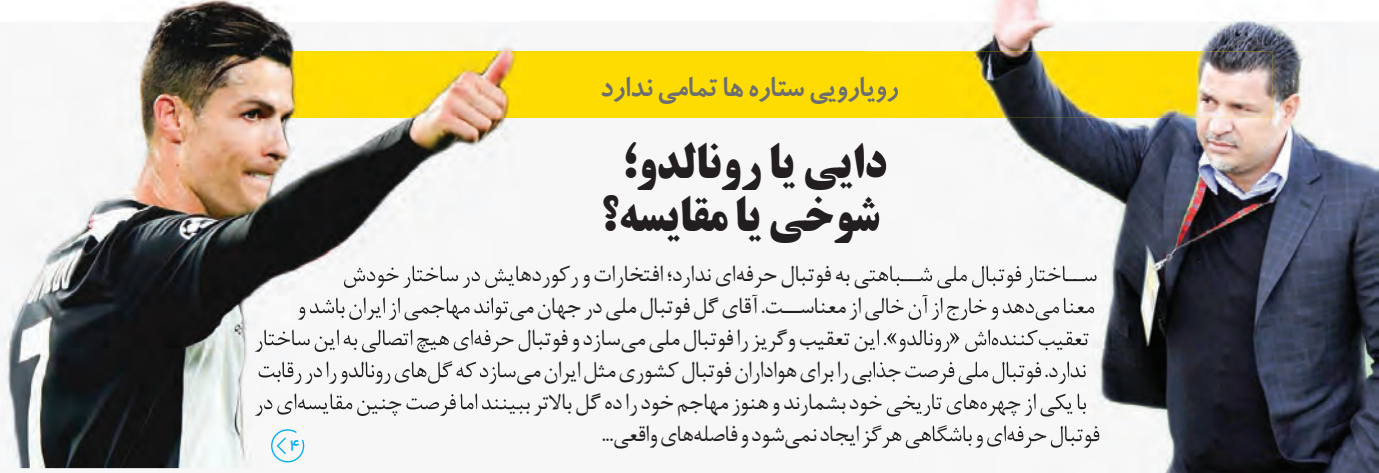 رویارویی ستاره ها تمامی ندارد
دایی یا رونالدو؛
شوخی یا مقایسه؟
ساختار فوتبال ملی شباهتی به فوتبال حرفه‌ای ندارد؛ افتخارات و رکوردهایش در ساختار خودش
معنا می‌دهد و خارج از آن خالی از معناست. آقای گل فوتبال ملی در جهان می‌تواند مهاجمی از ایران باشد و
تعقیب‌کننده‌اش «رونالدو». این تعقیب وگریز را فوتبال ملی می‌سازد و فوتبال حرفه‌ای هیچ اتصالی به این ساختار
ندارد. فوتبال ملی فرصت جذابی را برای هواداران فوتبال کشوری مثل ایران می‌سازد که گل‌های رونالدو را در رقابت
با یکی از چهره‌های تاریخی خود بشمارند و هنوز مهاجم خود را ده گل بالاتر ببینند اما فرصت چنین مقایسه‌ای در
فوتبال حرفه‌ای و باشگاهی هرگز ایجاد نمی‌شود و فاصله‌های واقعی...
۴
7